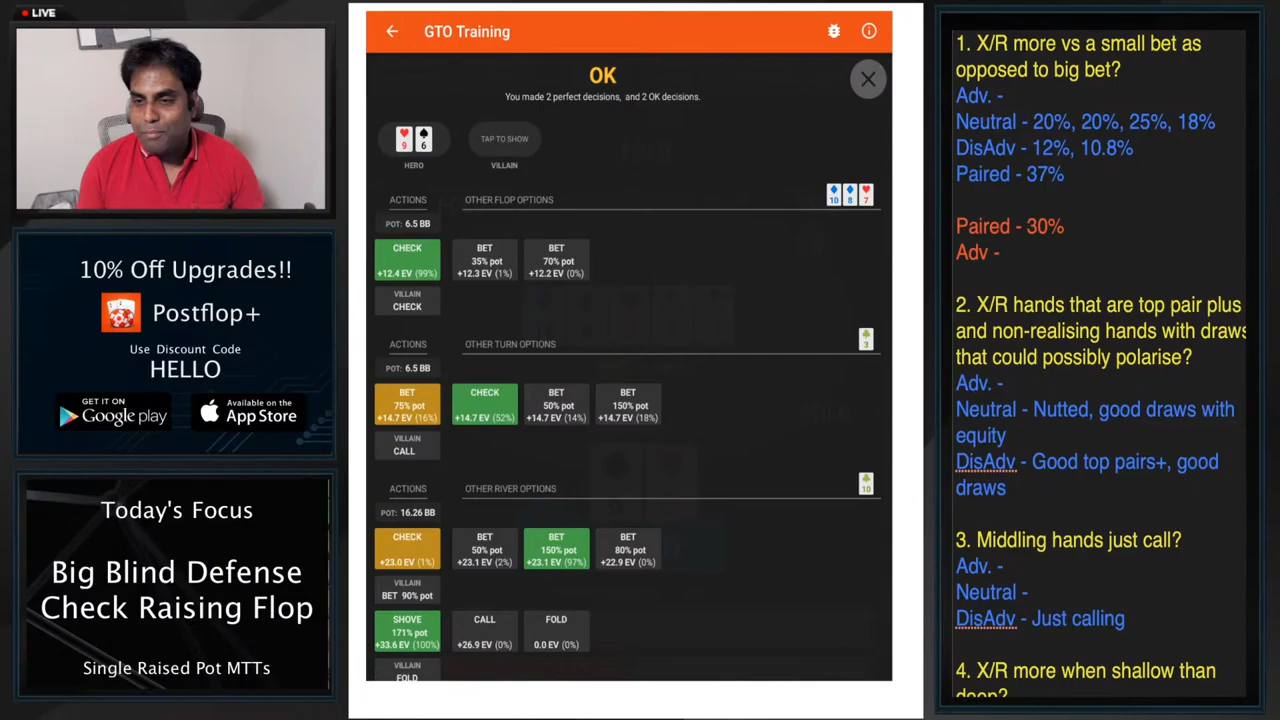 LIVE
10% Off Upgrades!!
Postflop+
Use Discount Code
HELLO
GET IT ON
Google play
Available on the
App Store
Today's Focus
Big Blind Defense
Check Raising Flop
Single Raised Pot MTTs
GTO Training
OK
You made 2 perfect decisions, and 2 OK decisions.
9 6
TAP TO SHOW
HERO
VILLAIN
ACTIONS
OTHER FLOP OPTIONS
10 8 7
POT: 6.5 BB
CHECK
+12.4 EV (99%)
BET
35% pot
+12.3 EV (1%)
BET
70% pot
+12.2 EV (0%)
VILLAIN
CHECK
ACTIONS
OTHER TURN OPTIONS
3
POT: 6.5 BB
BET
75% pot
+14.7 EV (16%)
CHECK
+14.7 EV (52%)
BET
50% pot
+14.7 EV (14%)
BET
150% pot
+14.7 EV (18%)
VILLAIN
CALL
ACTIONS
OTHER RIVER OPTIONS
10
POT: 16.26 BB
CHECK
+23.0 EV (1%)
BET
50% pot
+23.1 EV (2%)
BET
150% pot
+23.1 EV (97%)
BET
80% pot
+22.9 EV (0%)
VILLAIN
BET 90% pot
SHOVE
171% pot
+33.6 EV (100%)
CALL
+26.9 EV (0%)
FOLD
0.0 EV (0%)
VILLAIN
FOLD
1. X/R more vs a small bet as
opposed to big bet?
Adv. -
Neutral - 20%, 20%, 25%, 18%
DisAdv - 12%, 10.8%
Paired - 37%
Paired - 30%
Adv -
2. X/R hands that are top pair plus
and non-realising hands with draws
that could possibly polarise?
Adv. -
Neutral - Nutted, good draws with
equity
DisAdv - Good top pairs+, good
draws
3. Middling hands just call?
Adv. -
Neutral -
DisAdv - Just calling
4. X/R more when shallow than
deep?